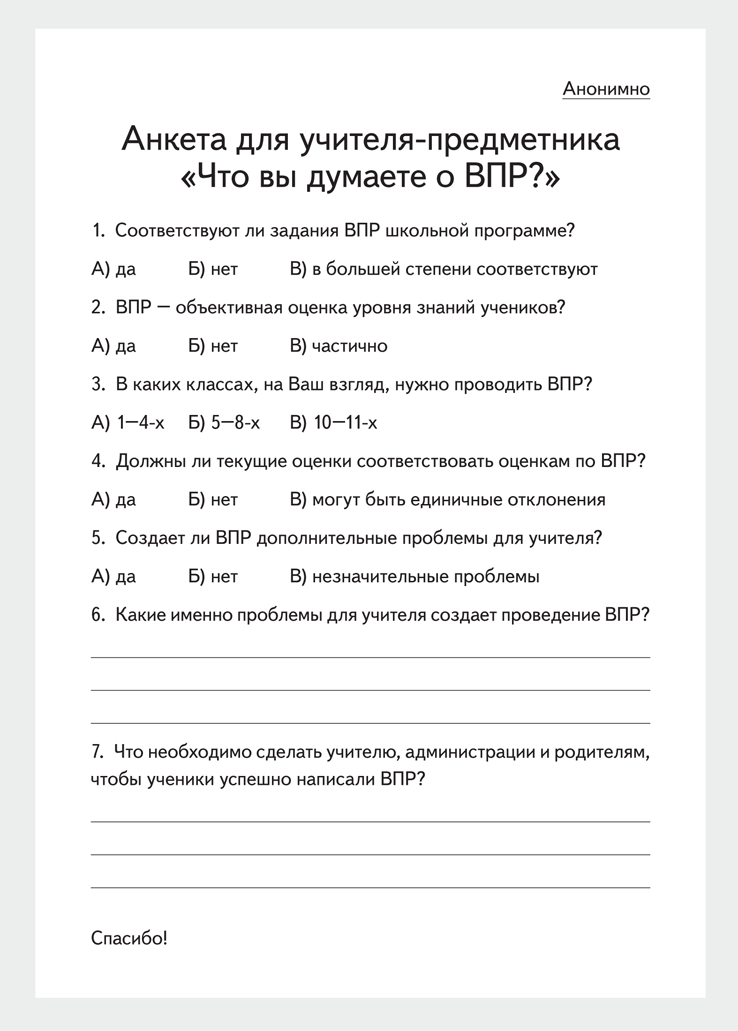 Анонимно
Анкета для учителя-предметника
«Что вы думаете о ВПР?»
1. Соответствуют ли задания ВПР школьной программе?
А) да Б) нет В) в большей степени соответствуют
2. ВПР — объективная оценка уровня знаний учеников?
А) да Б) нет В) частично
3. В каких классах, на Ваш взгляд, нужно проводить ВПР?
А) 1—4-х Б) 5—8-х В) 10—11-х
4. Должны ли текущие оценки соответствовать оценкам по ВПР?
А) да Б) нет В) могут быть единичные отклонения
5. Создает ли ВПР дополнительные проблемы для учителя?
А) да Б) нет В) незначительные проблемы
6. Какие именно проблемы для учителя создает проведение ВПР?
7. Что необходимо сделать учителю, администрации и родителям,
чтобы ученики успешно написали ВПР?
Спасибо!